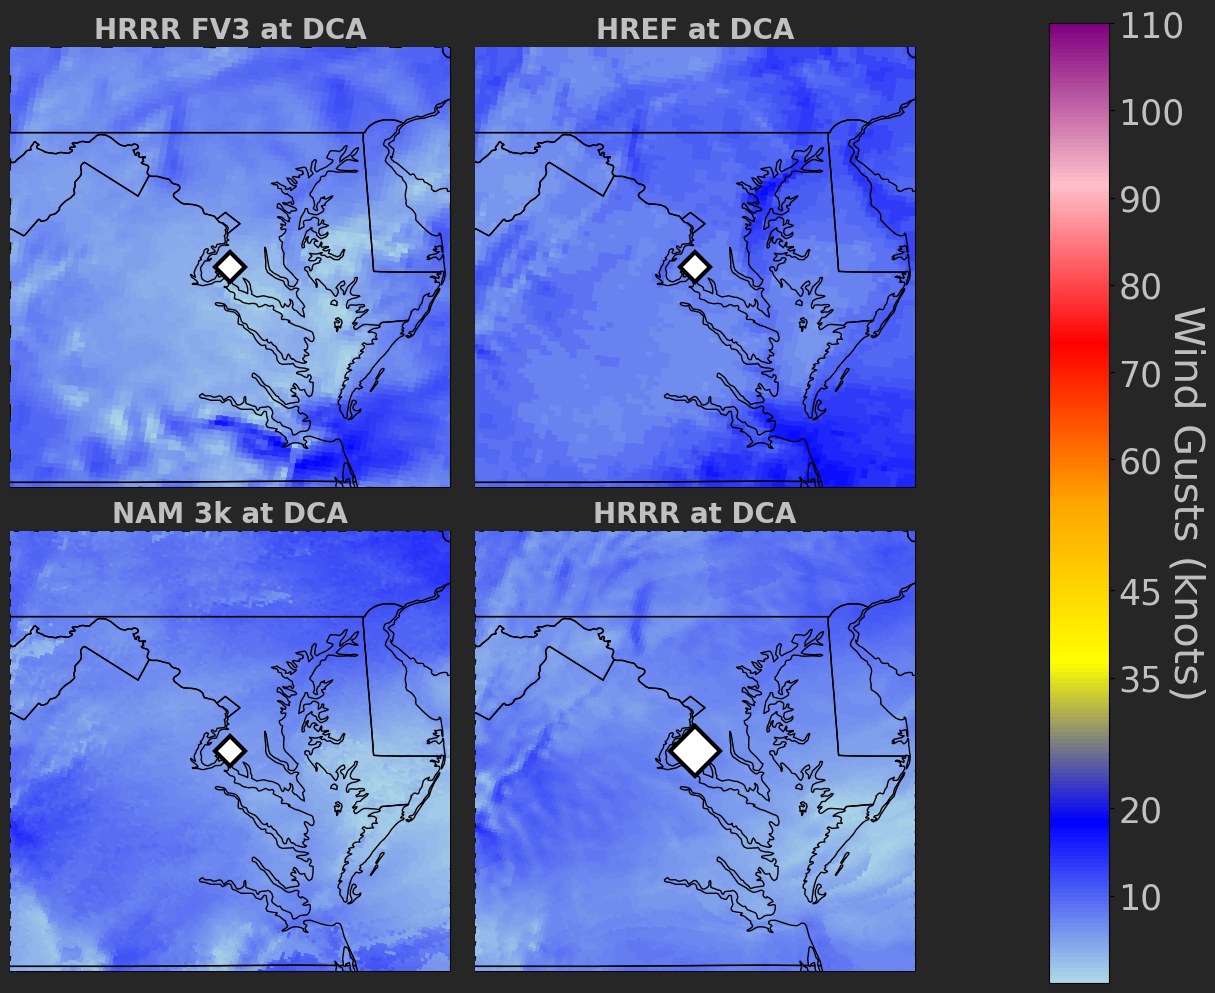 HRRR FV3 at DCA
HREF at DCA
NAM 3k at DCA
HRRR at DCA
110
100
90
80
70
60
45
35
20
10
Wind Gusts (knots)